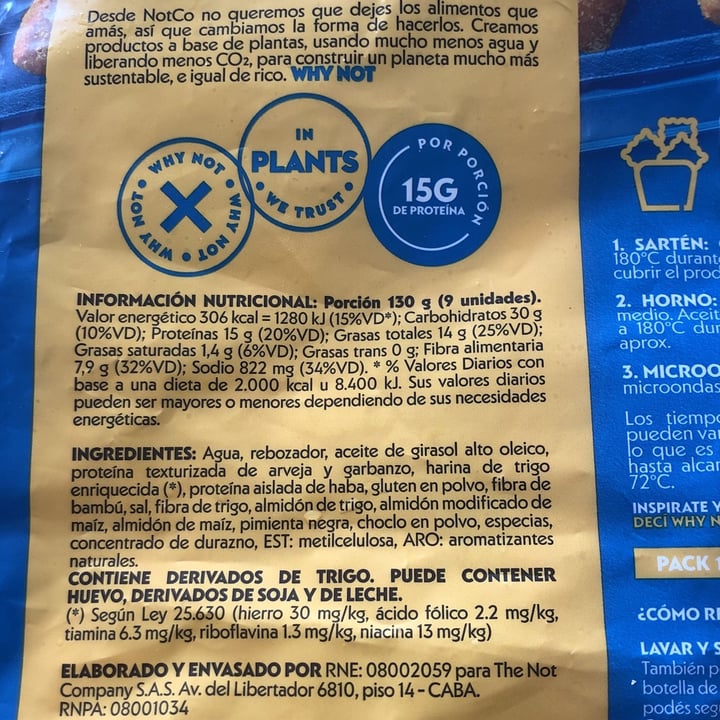 Desde NotCo no queremos que dejes los alimentos que
amás, así que cambiamos la forma de hacerlos. Creamos
productos a base de plantas, usando mucho menos agua y
liberando menos CO₂, para construir un planeta mucho más
sustentable, e igual de rico. WHY NOT
WHY NOT • WHY NOT • WHY NOT •
IN
PLANTS
• WE TRUST •
POR PORCIÓN
15G
DE PROTEÍNA
INFORMACIÓN NUTRICIONAL: Porción 130 g (9 unidades).
Valor energético 306 kcal = 1280 kJ (15%VD*); Carbohidratos 30 g
(10%VD); Proteínas 15 g (20%VD); Grasas totales 14 g (25%VD);
Grasas saturadas 1,4 g (6%VD); Grasas trans 0 g; Fibra alimentaria
7,9 g (32%VD); Sodio 822 mg (34%VD). * % Valores Diarios con
base a una dieta de 2.000 kcal u 8.400 kJ. Sus valores diarios
pueden ser mayores o menores dependiendo de sus necesidades
energéticas.
INGREDIENTES: Agua, rebozador, aceite de girasol alto oleico,
proteína texturizada de arveja y garbanzo, harina de trigo
enriquecida (*), proteína aislada de haba, gluten en polvo, fibra de
bambú, sal, fibra de trigo, almidón de trigo, almidón modificado de
maíz, almidón de maíz, pimienta negra, choclo en polvo, especias,
concentrado de durazno, EST: metilcelulosa, ARO: aromatizantes
naturales.
CONTIENE DERIVADOS DE TRIGO. PUEDE CONTENER
HUEVO, DERIVADOS DE SOJA Y DE LECHE.
(*) Según Ley 25.630 (hierro 30 mg/kg, ácido fólico 2.2 mg/kg,
tiamina 6.3 mg/kg, riboflavina 1.3 mg/kg, niacina 13 mg/kg)
ELABORADO Y ENVASADO POR RNE: 08002059 para The Not
Company S.A.S. Av. del Libertador 6810, piso 14 - CABA.
RNPA: 08001034
1. SARTÉN:
180°C
cubrir el
2. HORNO:
medio.
a 180°C
aprox.
3.
microondas
Los
pueden
lo que es
hasta
72°C.
INSPIRATE Y
DECÍ WHY
PACK
¿CÓMO
LAVAR Y
También
botella de
podés